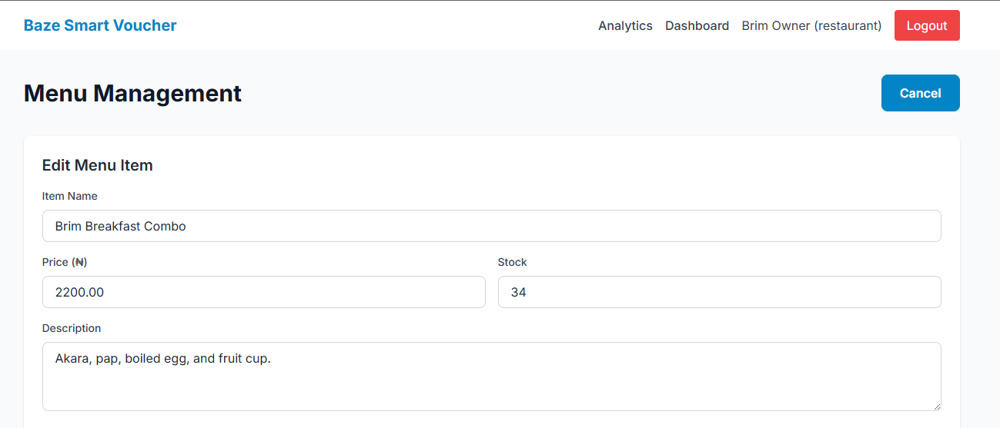 Baze Smart Voucher
Analytics Dashboard Brim Owner (restaurant) Logout
Menu Management
Cancel
Edit Menu Item
Item Name
Brim Breakfast Combo
Price (₦) Stock
2200.00 34
Description
Akara, pap, boiled egg, and fruit cup.